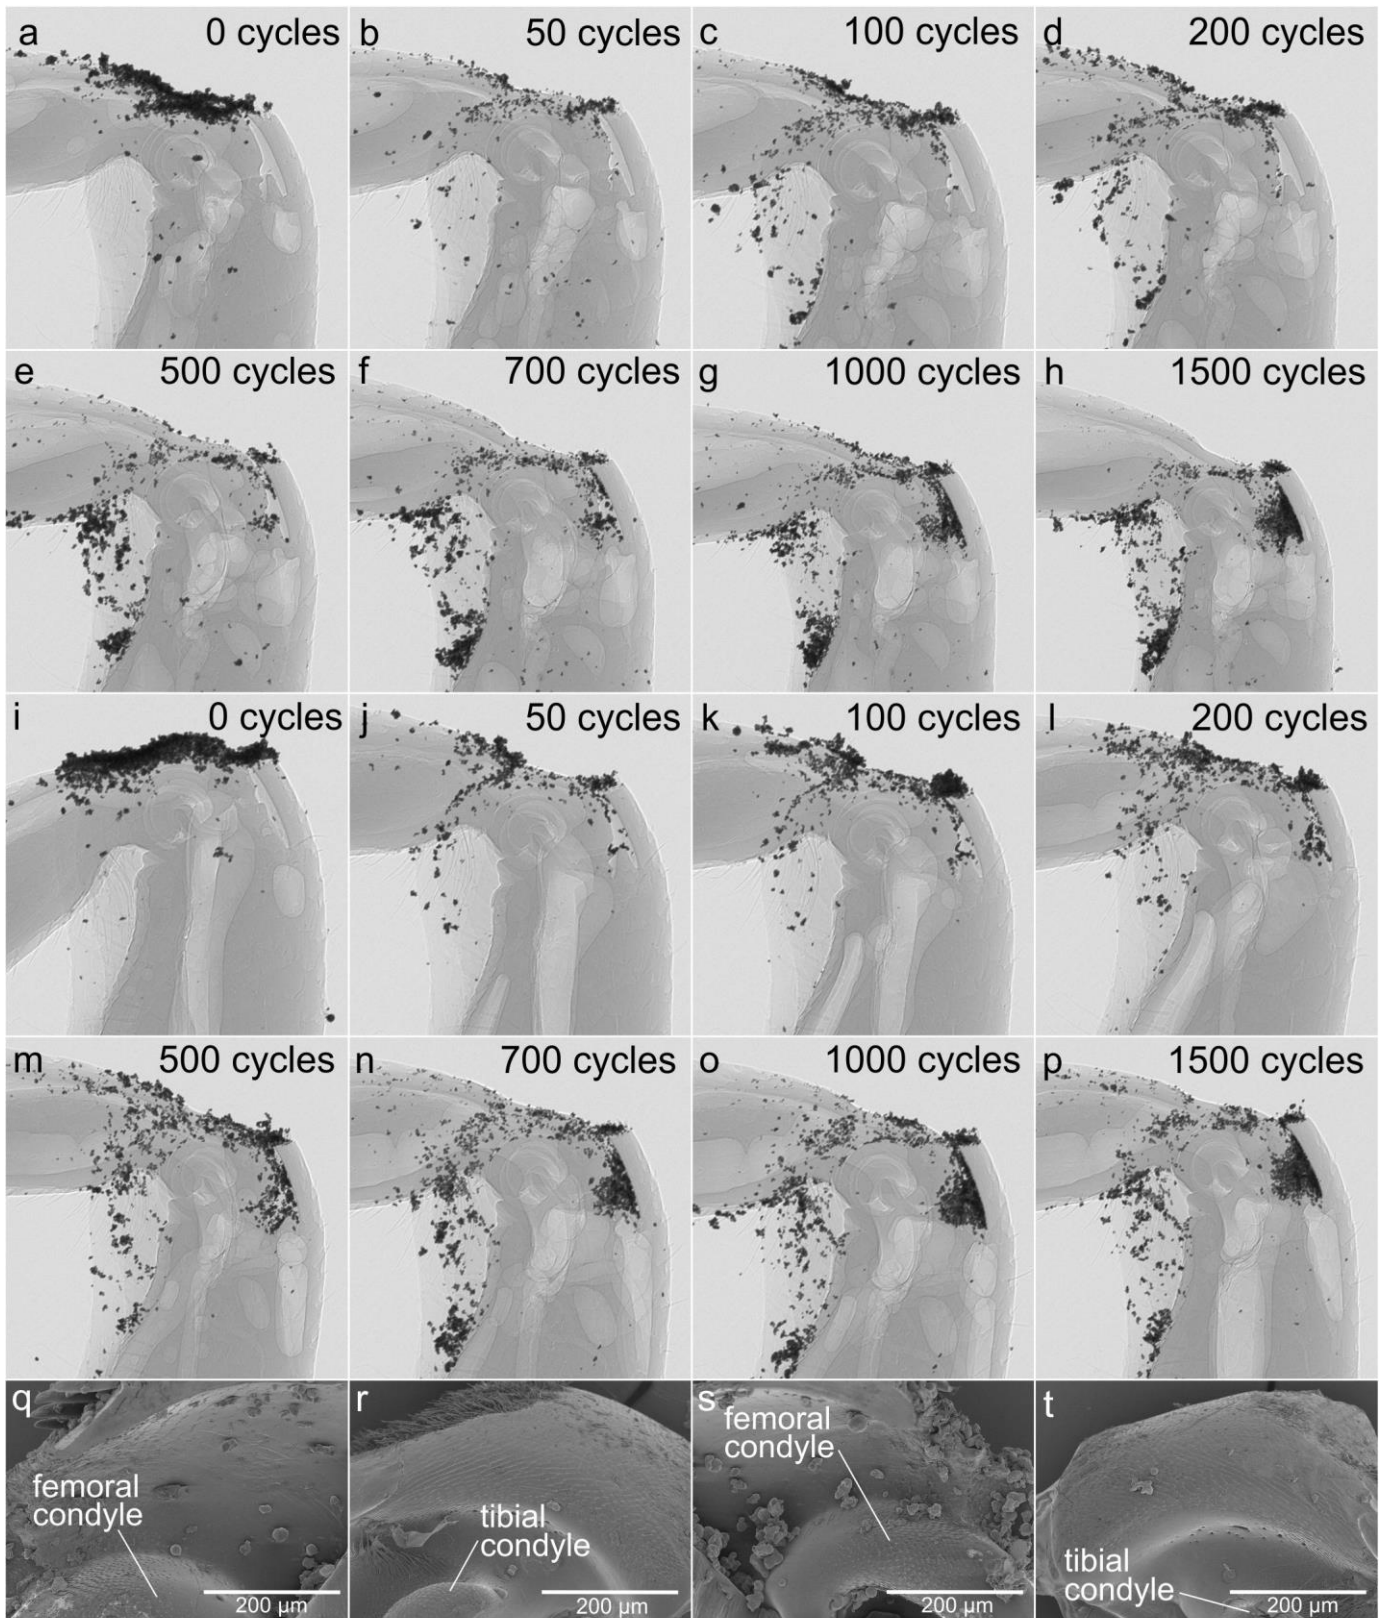 a 0 cycles
b 50 cycles
c 100 cycles
d 200 cycles
e 500 cycles
f 700 cycles
g 1000 cycles
h 1500 cycles
i 0 cycles
j 50 cycles
k 100 cycles
l 200 cycles
m 500 cycles
n 700 cycles
o 1000 cycles
p 1500 cycles
q
femoral
condyle
200 µm
r
tibial
condyle
200 µm
s
femoral
condyle
200 µm
t
tibial
condyle
200 µm